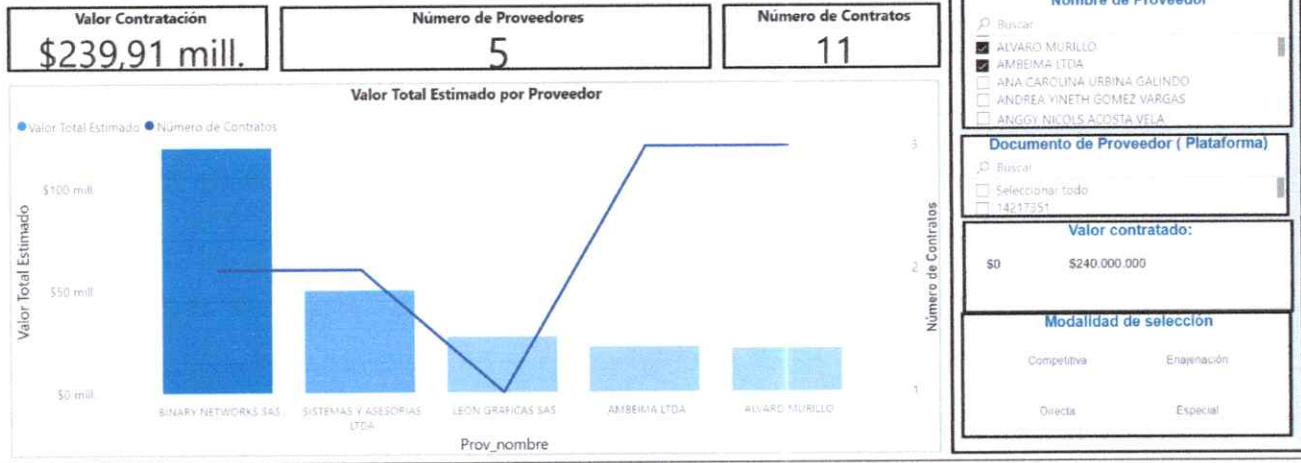 Valor Contratación
$239,91 mill.
Número de Proveedores
5
Número de Contratos
11
Valor Total Estimado por Proveedor
Valor Total Estimado Número de Contratos
Valor Total Estimado
$100 mill.
$50 mill.
$0 mill.
3
2
1
Número de Contratos
BINARY NETWORKS SAS
SISTEMAS Y ASESORIAS
LTDA
LEON GRAFICAS SAS
AMBEIMA LTDA
ALVARO MURILLO
Prov_nombre
Nombre de Proveedor
Buscar
ALVARO MURILLO
AMBEIMA LTDA
ANA CAROLINA URBINA GALINDO
ANDREA YINETH GOMEZ VARGAS
ANGGY NICOLS ACOSTA VELA
Documento de Proveedor ( Plataforma)
Buscar
Seleccionar todo
14217351
Valor contratado:
$0 $240.000.000
Modalidad de selección
Competitiva Enajenación
Directa Especial